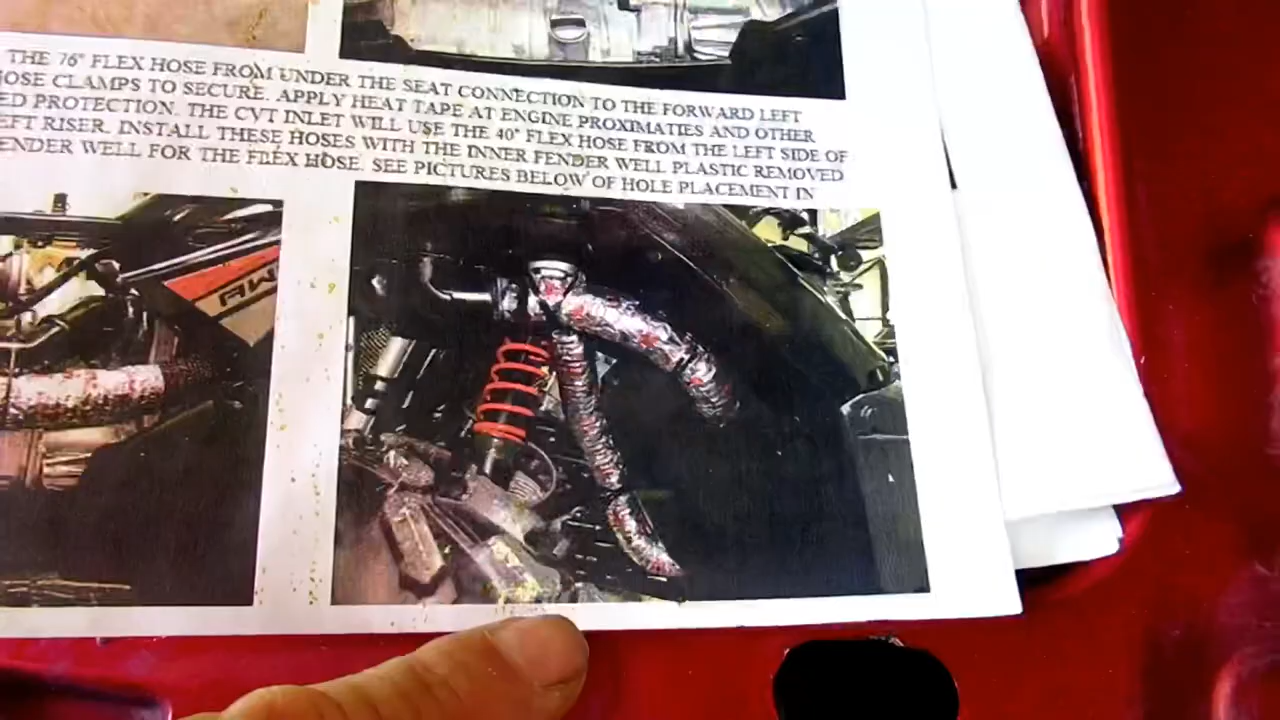 THE 76" FLEX HOSE FROM UNDER THE SEAT CONNECTION TO THE FORWARD LEFT
HOSE CLAMPS TO SECURE. APPLY HEAT TAPE AT ENGINE PROXIMATIES AND OTHER
ED PROTECTION. THE CVT INLET WILL USE THE 40" FLEX HOSE FROM THE LEFT SIDE OF
EFT RISER. INSTALL THESE HOSES WITH THE INNER FENDER WELL PLASTIC REMOVED
ENDER WELL FOR THE FLEX HOSE. SEE PICTURES BELOW OF HOLE PLACEMENT IN
AW